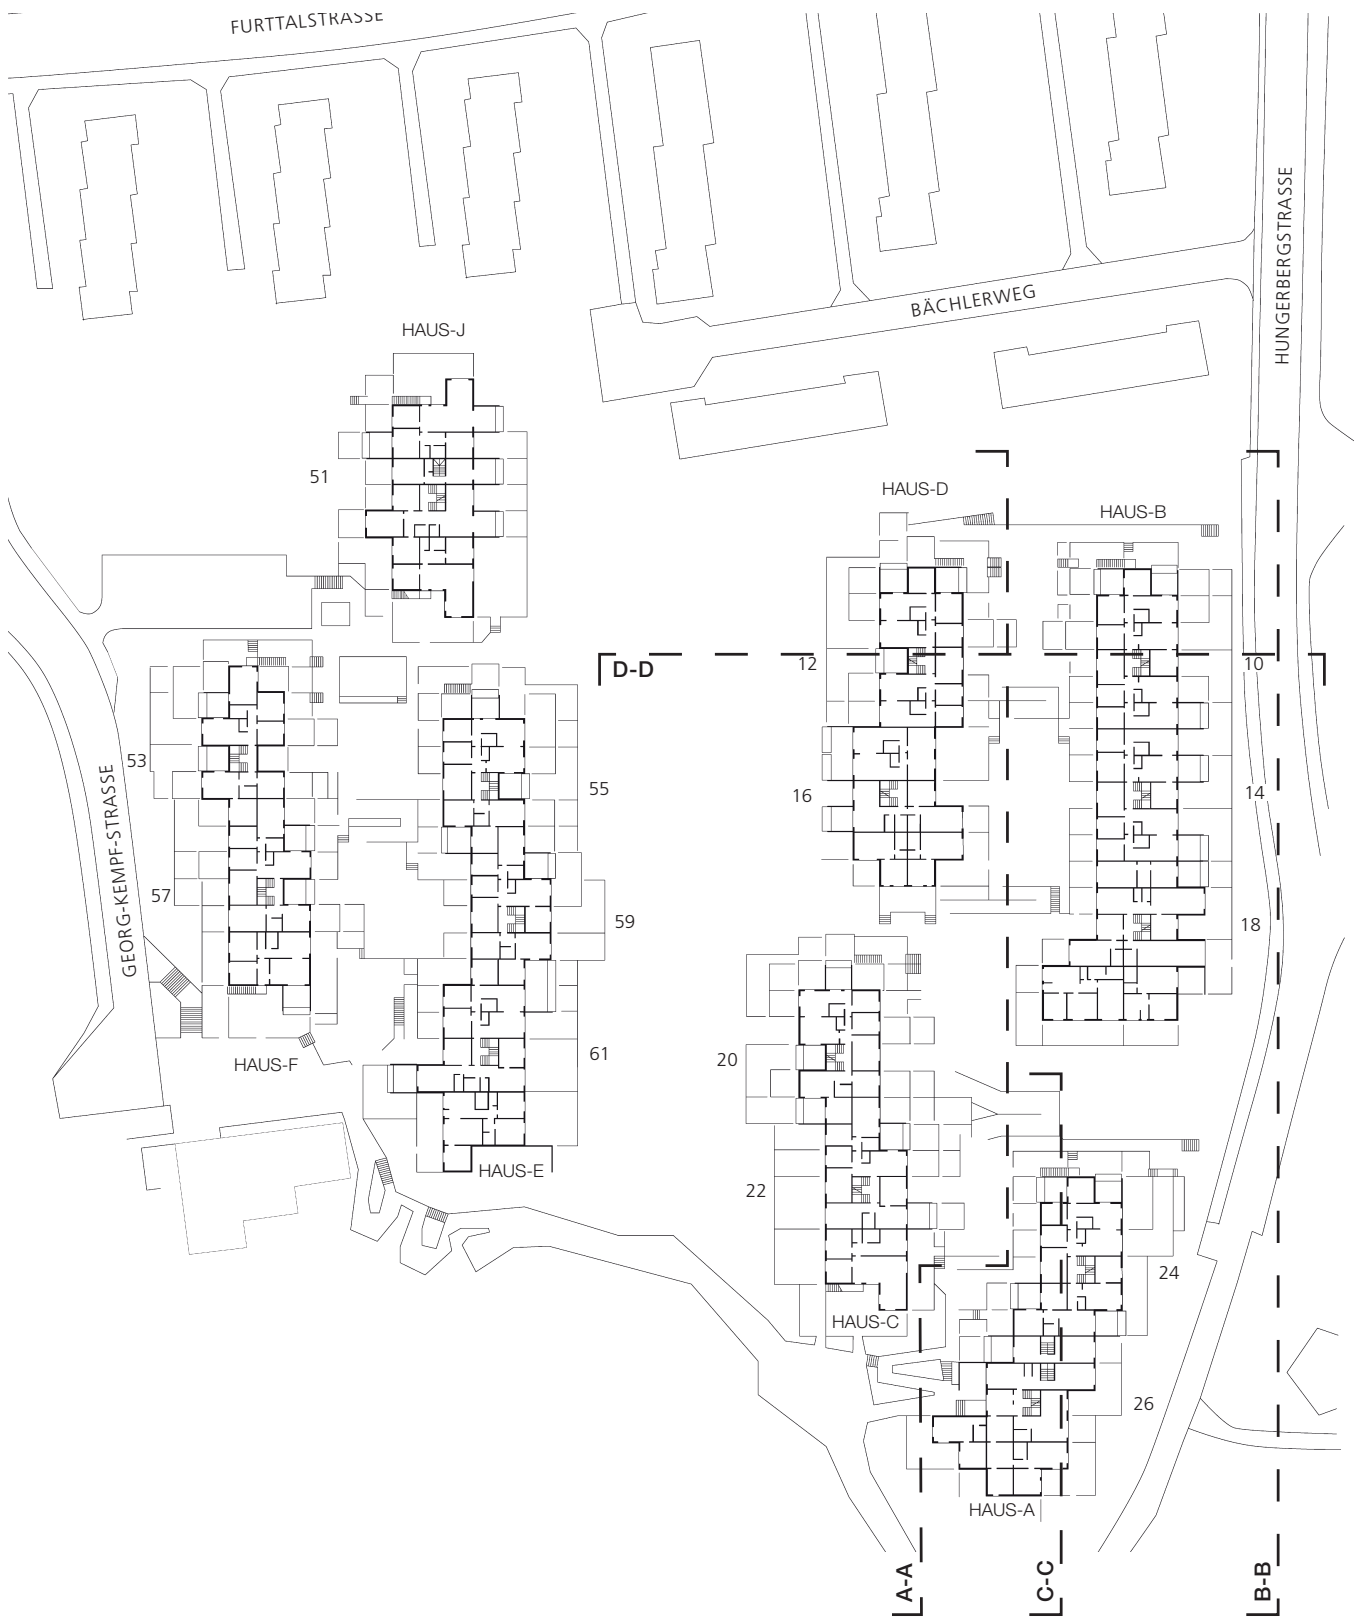 FURTTALSTRASSE
HUNGERBERGSTRASSE
BÄCHLERWEG
HAUS-J
51
HAUS-D
HAUS-B
12
D-D
10
53
55
16
14
GEORG-KEMPF-STRASSE
57
59
18
HAUS-F
61
20
HAUS-E
22
24
HAUS-C
26
HAUS-A
A-A
C-C
B-B